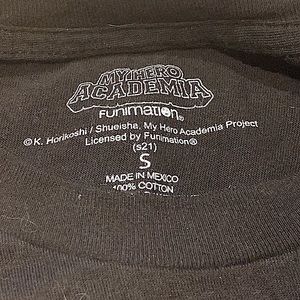 MY HERO
ACADEMIA
FUNIMATION®
© K. Horikoshi / Shueisha, My Hero Academia Project
Licensed by Funimation®
(s21)
S
MADE IN MEXICO
100% COTTON